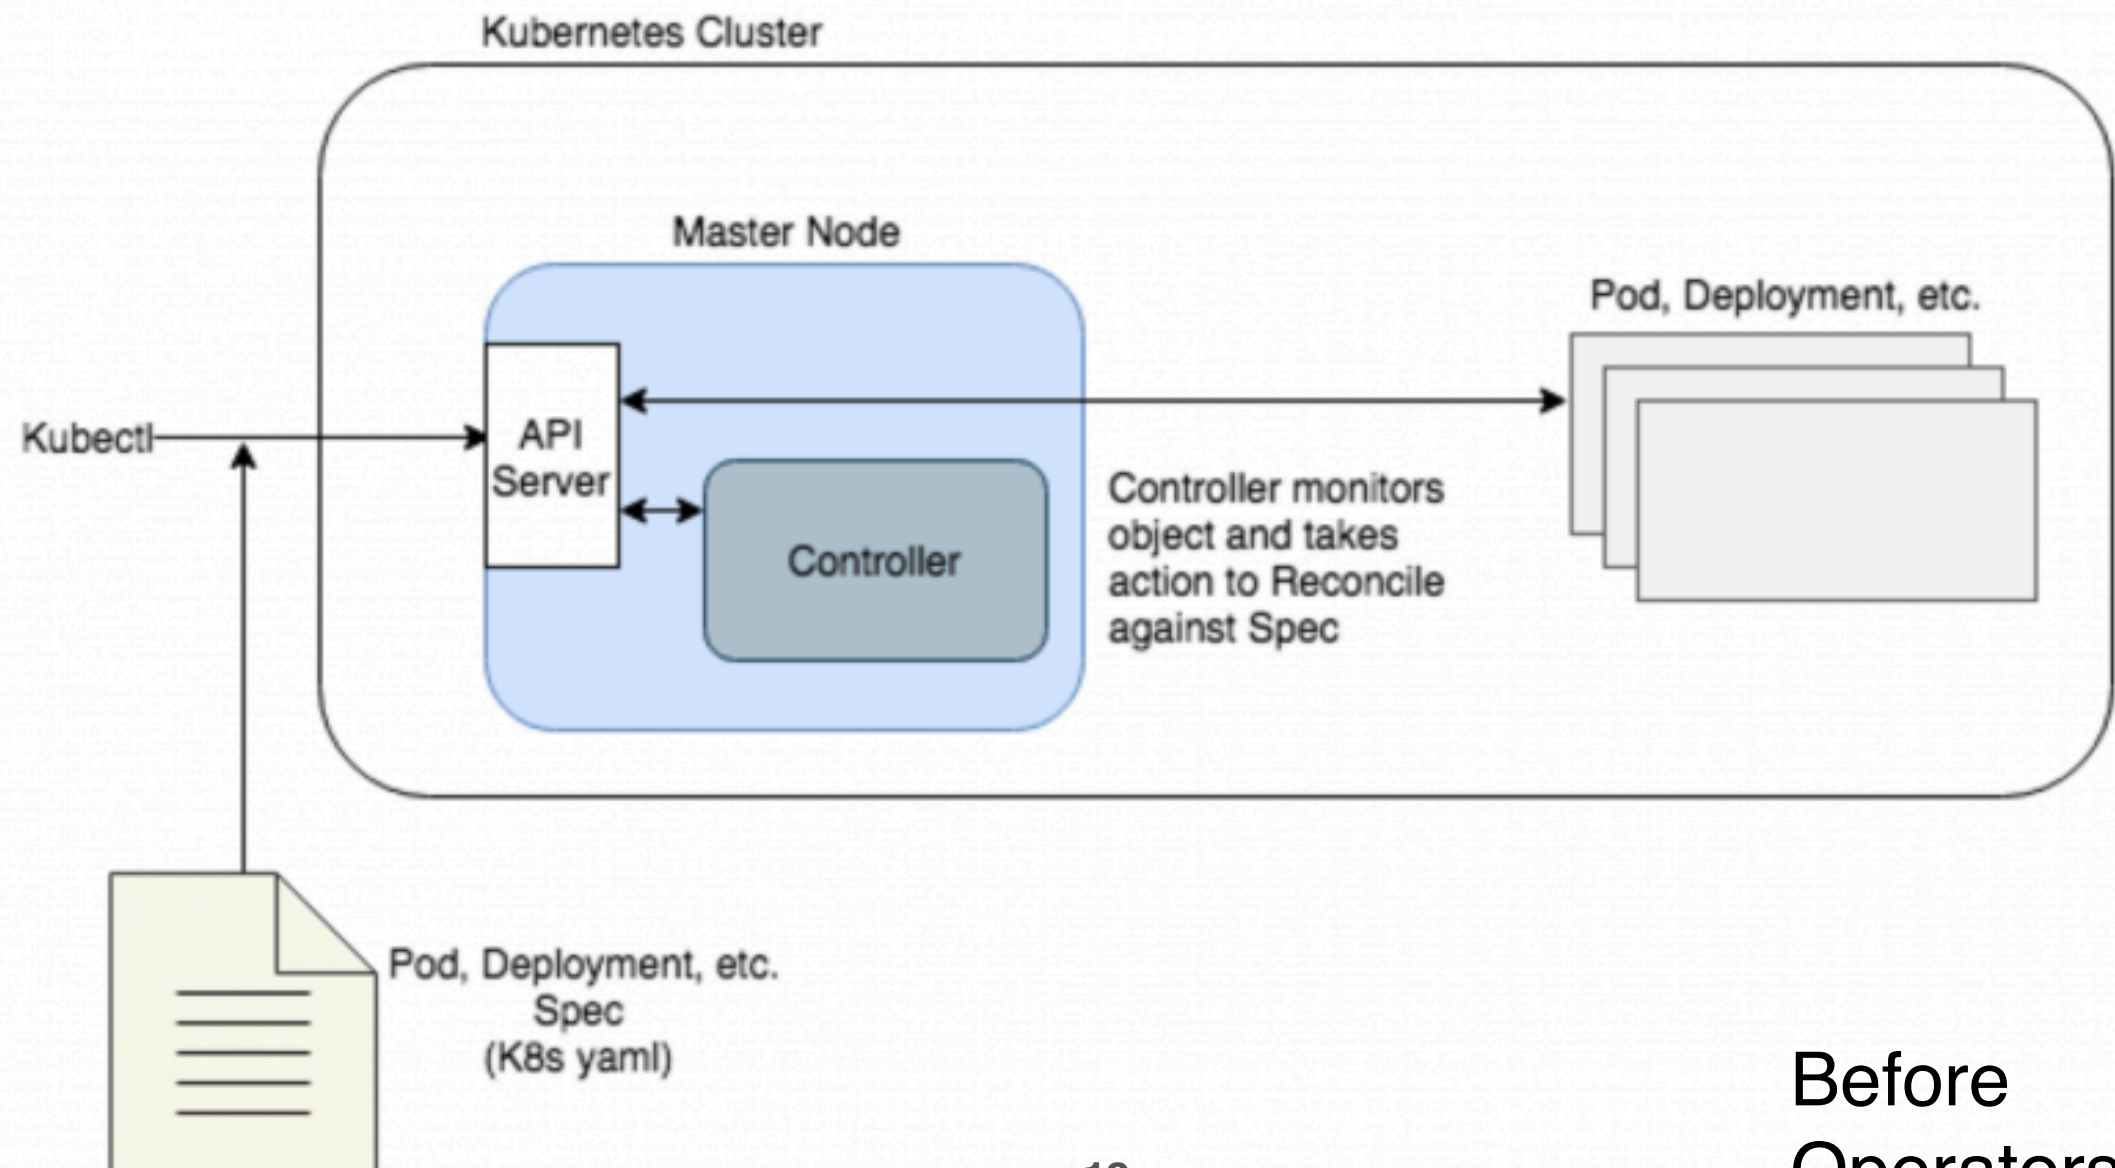 Kubernetes Cluster
Master Node
Pod, Deployment, etc.
Kubectl
API
Server
Controller
Controller monitors
object and takes
action to Reconcile
against Spec
Pod, Deployment, etc.
Spec
(K8s yaml)
Before
Operators